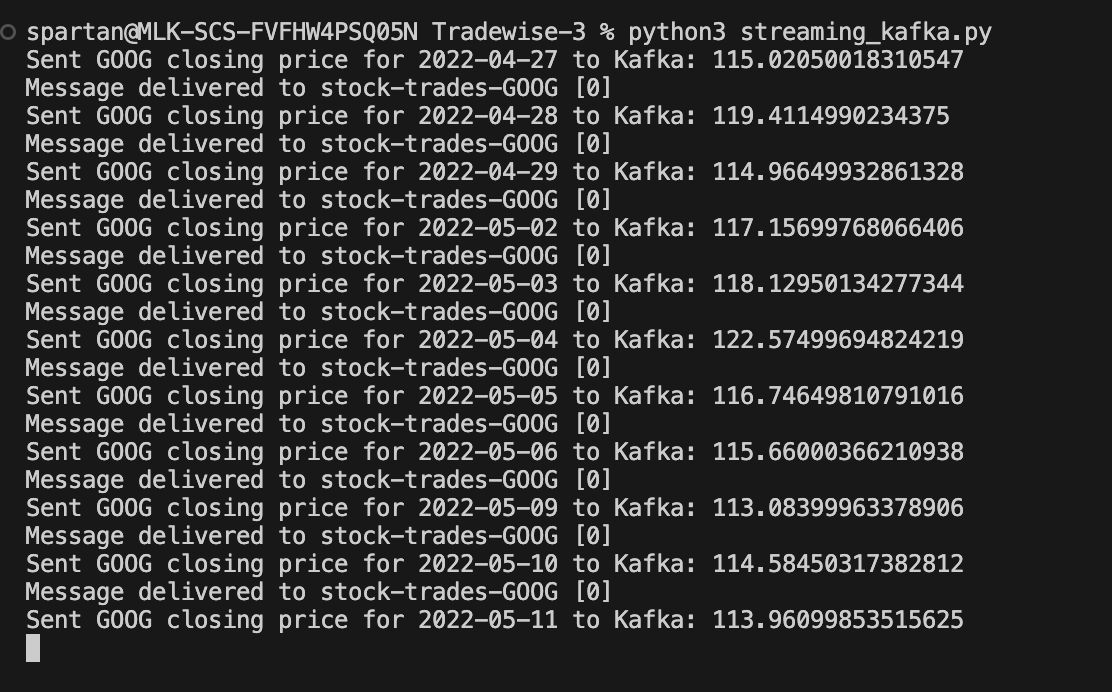 spartan@MLK-SCS-FVFHW4PSQ05N Tradewise-3 % python3 streaming_kafka.py
Sent GOOG closing price for 2022-04-27 to Kafka: 115.02050018310547
Message delivered to stock-trades-GOOG [0]
Sent GOOG closing price for 2022-04-28 to Kafka: 119.4114990234375
Message delivered to stock-trades-GOOG [0]
Sent GOOG closing price for 2022-04-29 to Kafka: 114.96649932861328
Message delivered to stock-trades-GOOG [0]
Sent GOOG closing price for 2022-05-02 to Kafka: 117.15699768066406
Message delivered to stock-trades-GOOG [0]
Sent GOOG closing price for 2022-05-03 to Kafka: 118.12950134277344
Message delivered to stock-trades-GOOG [0]
Sent GOOG closing price for 2022-05-04 to Kafka: 122.57499694824219
Message delivered to stock-trades-GOOG [0]
Sent GOOG closing price for 2022-05-05 to Kafka: 116.74649810791016
Message delivered to stock-trades-GOOG [0]
Sent GOOG closing price for 2022-05-06 to Kafka: 115.66000366210938
Message delivered to stock-trades-GOOG [0]
Sent GOOG closing price for 2022-05-09 to Kafka: 113.08399963378906
Message delivered to stock-trades-GOOG [0]
Sent GOOG closing price for 2022-05-10 to Kafka: 114.58450317382812
Message delivered to stock-trades-GOOG [0]
Sent GOOG closing price for 2022-05-11 to Kafka: 113.96099853515625